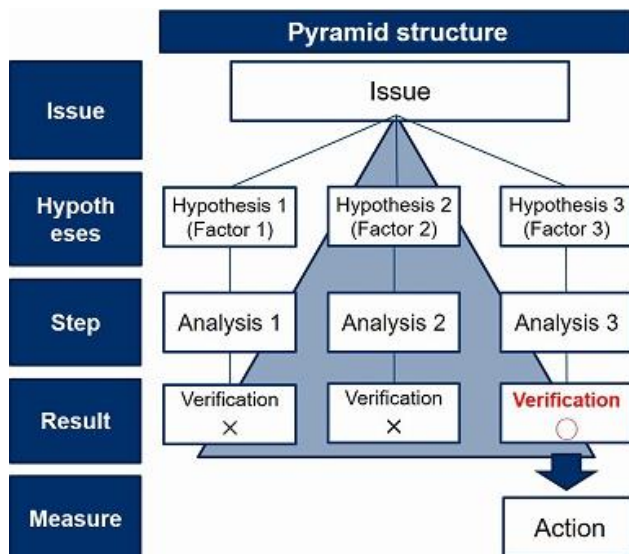 Pyramid structure
Issue
Issue
Hypoth
eses
Hypothesis 1
(Factor 1)
Hypothesis 2
(Factor 2)
Hypothesis 3
(Factor 3)
Step
Analysis 1
Analysis 2
Analysis 3
Result
Verification
×
Verification
×
Verification
○
Measure
Action